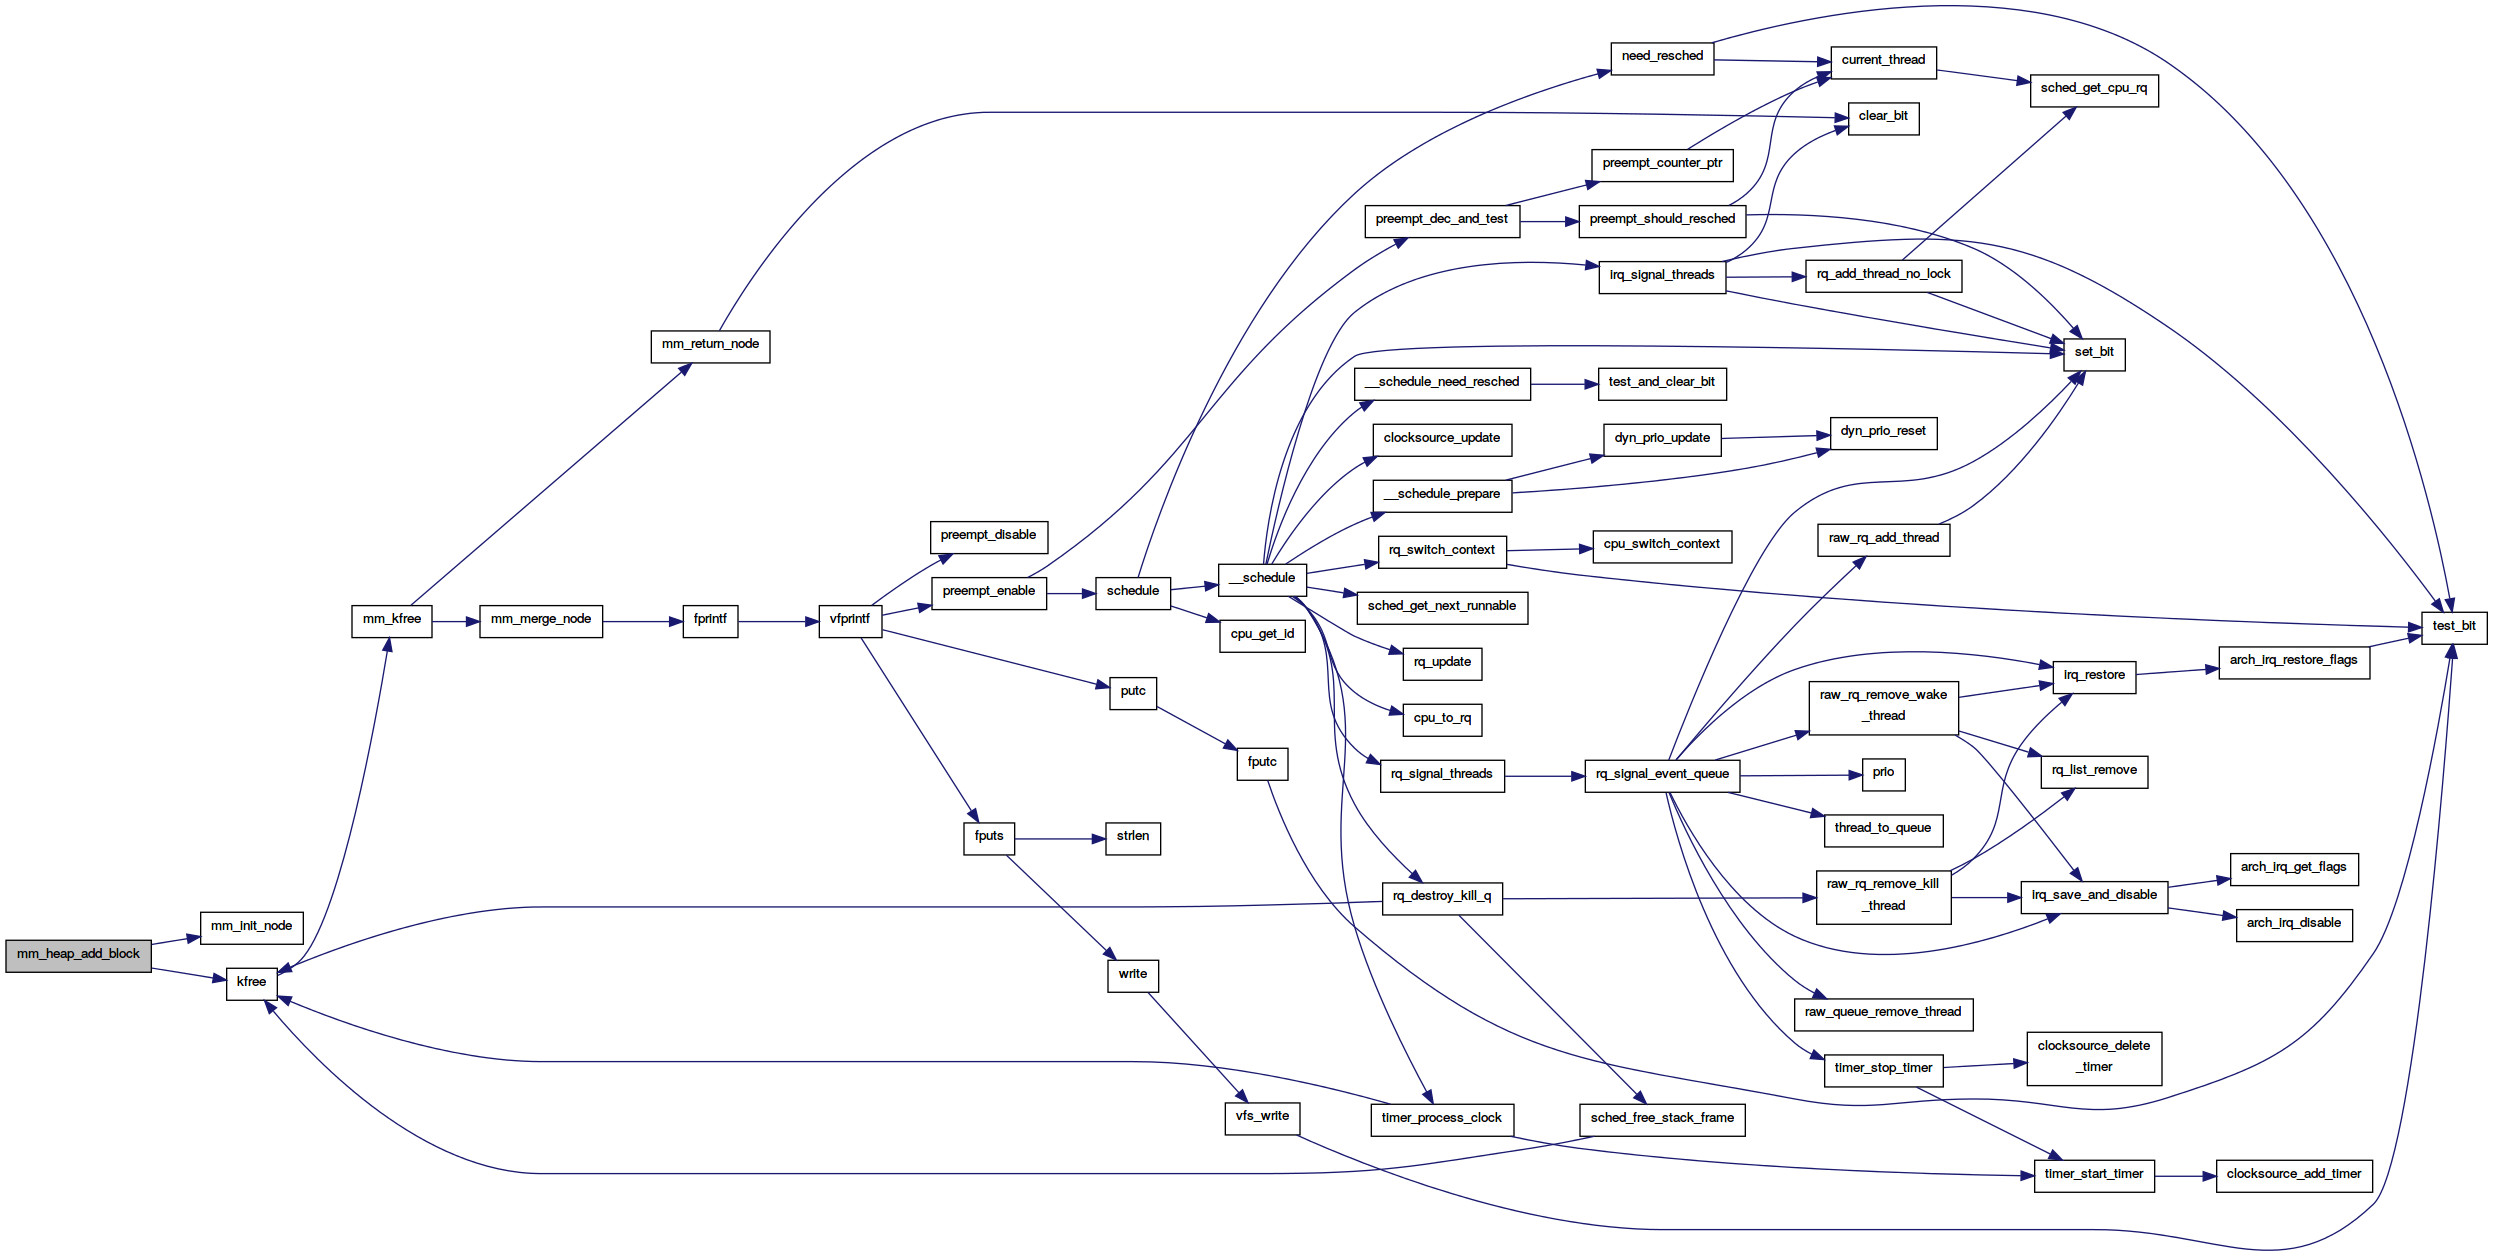 mm_heap_add_block
mm_init_node
kfree
mm_kfree
mm_return_node
mm_merge_node
fprintf
vfprintf
preempt_disable
preempt_enable
fputs
schedule
putc
strlen
write
__schedule
cpu_get_id
fputc
vfs_write
preempt_dec_and_test
__schedule_need_resched
clocksource_update
__schedule_prepare
rq_switch_context
sched_get_next_runnable
rq_update
cpu_to_rq
rq_signal_threads
rq_destroy_kill_q
timer_process_clock
need_resched
preempt_counter_ptr
preempt_should_resched
irq_signal_threads
test_and_clear_bit
dyn_prio_update
cpu_switch_context
rq_signal_event_queue
sched_free_stack_frame
current_thread
clear_bit
rq_add_thread_no_lock
dyn_prio_reset
raw_rq_add_thread
raw_rq_remove_wake
_thread
prio
thread_to_queue
raw_rq_remove_kill
_thread
raw_queue_remove_thread
timer_stop_timer
sched_get_cpu_rq
set_bit
irq_restore
rq_list_remove
irq_save_and_disable
clocksource_delete
_timer
timer_start_timer
arch_irq_restore_flags
arch_irq_get_flags
arch_irq_disable
clocksource_add_timer
test_bit